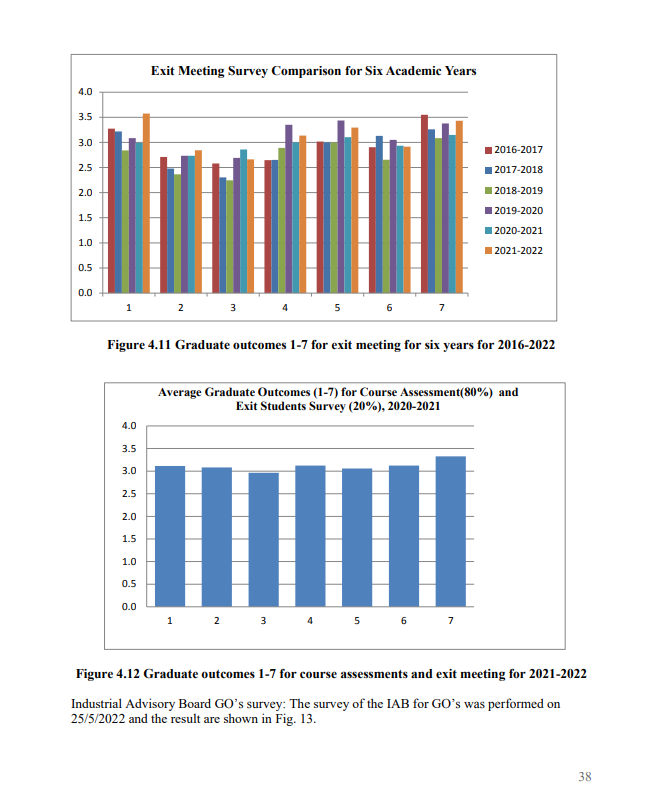 Exit Meeting Survey Comparison for Six Academic Years
4.0
3.5
3.0
2.5
2.0
1.5
1.0
0.5
0.0
1 2 3 4 5 6 7
2016-2017
2017-2018
2018-2019
2019-2020
2020-2021
2021-2022
Figure 4.11 Graduate outcomes 1-7 for exit meeting for six years for 2016-2022
Average Graduate Outcomes (1-7) for Course Assessment(80%) and
Exit Students Survey (20%), 2020-2021
4.0
3.5
3.0
2.5
2.0
1.5
1.0
0.5
0.0
1 2 3 4 5 6 7
Figure 4.12 Graduate outcomes 1-7 for course assessments and exit meeting for 2021-2022
Industrial Advisory Board GO’s survey: The survey of the IAB for GO’s was performed on
25/5/2022 and the result are shown in Fig. 13.
38